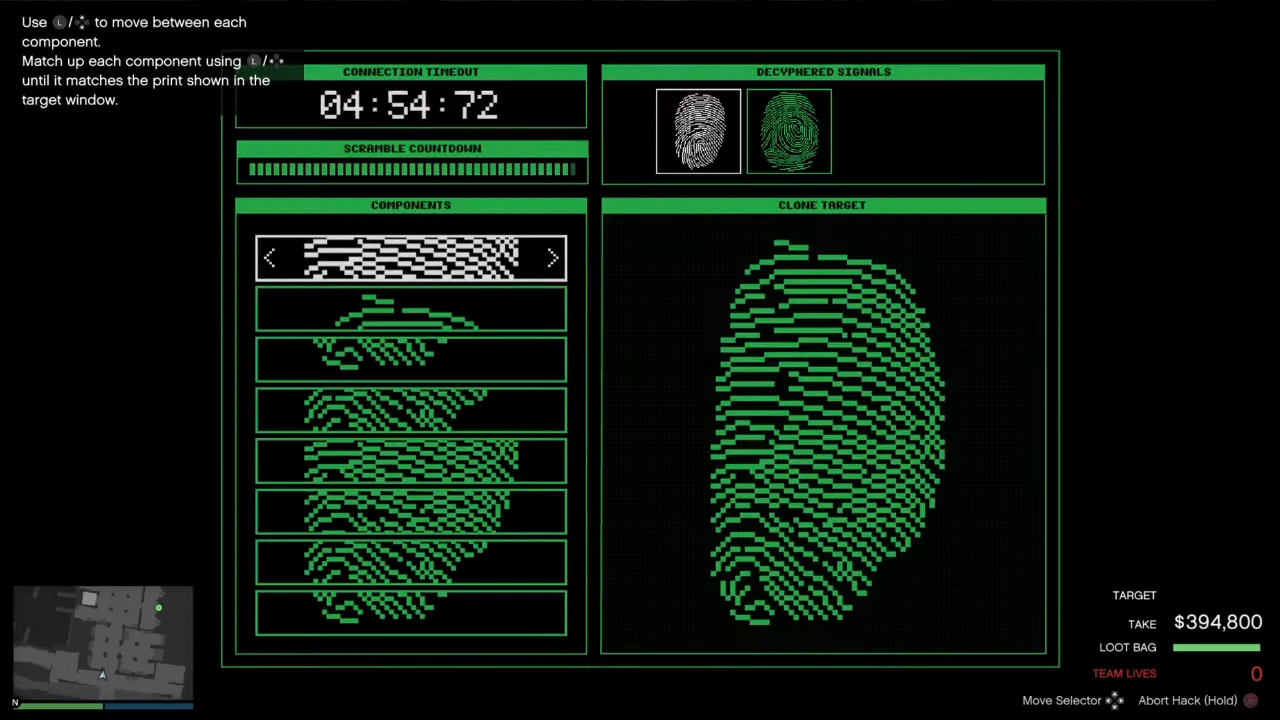 Use L/ to move between each
component.
Match up each component using L/
until it matches the print shown in the
target window.
CONNECTION TIMEOUT
04:54:72
SCRAMBLE COUNTDOWN
DECYPHERED SIGNALS
COMPONENTS
CLONE TARGET
TARGET
TAKE $394,800
LOOT BAG
TEAM LIVES 0
Move Selector Abort Hack (Hold)
N